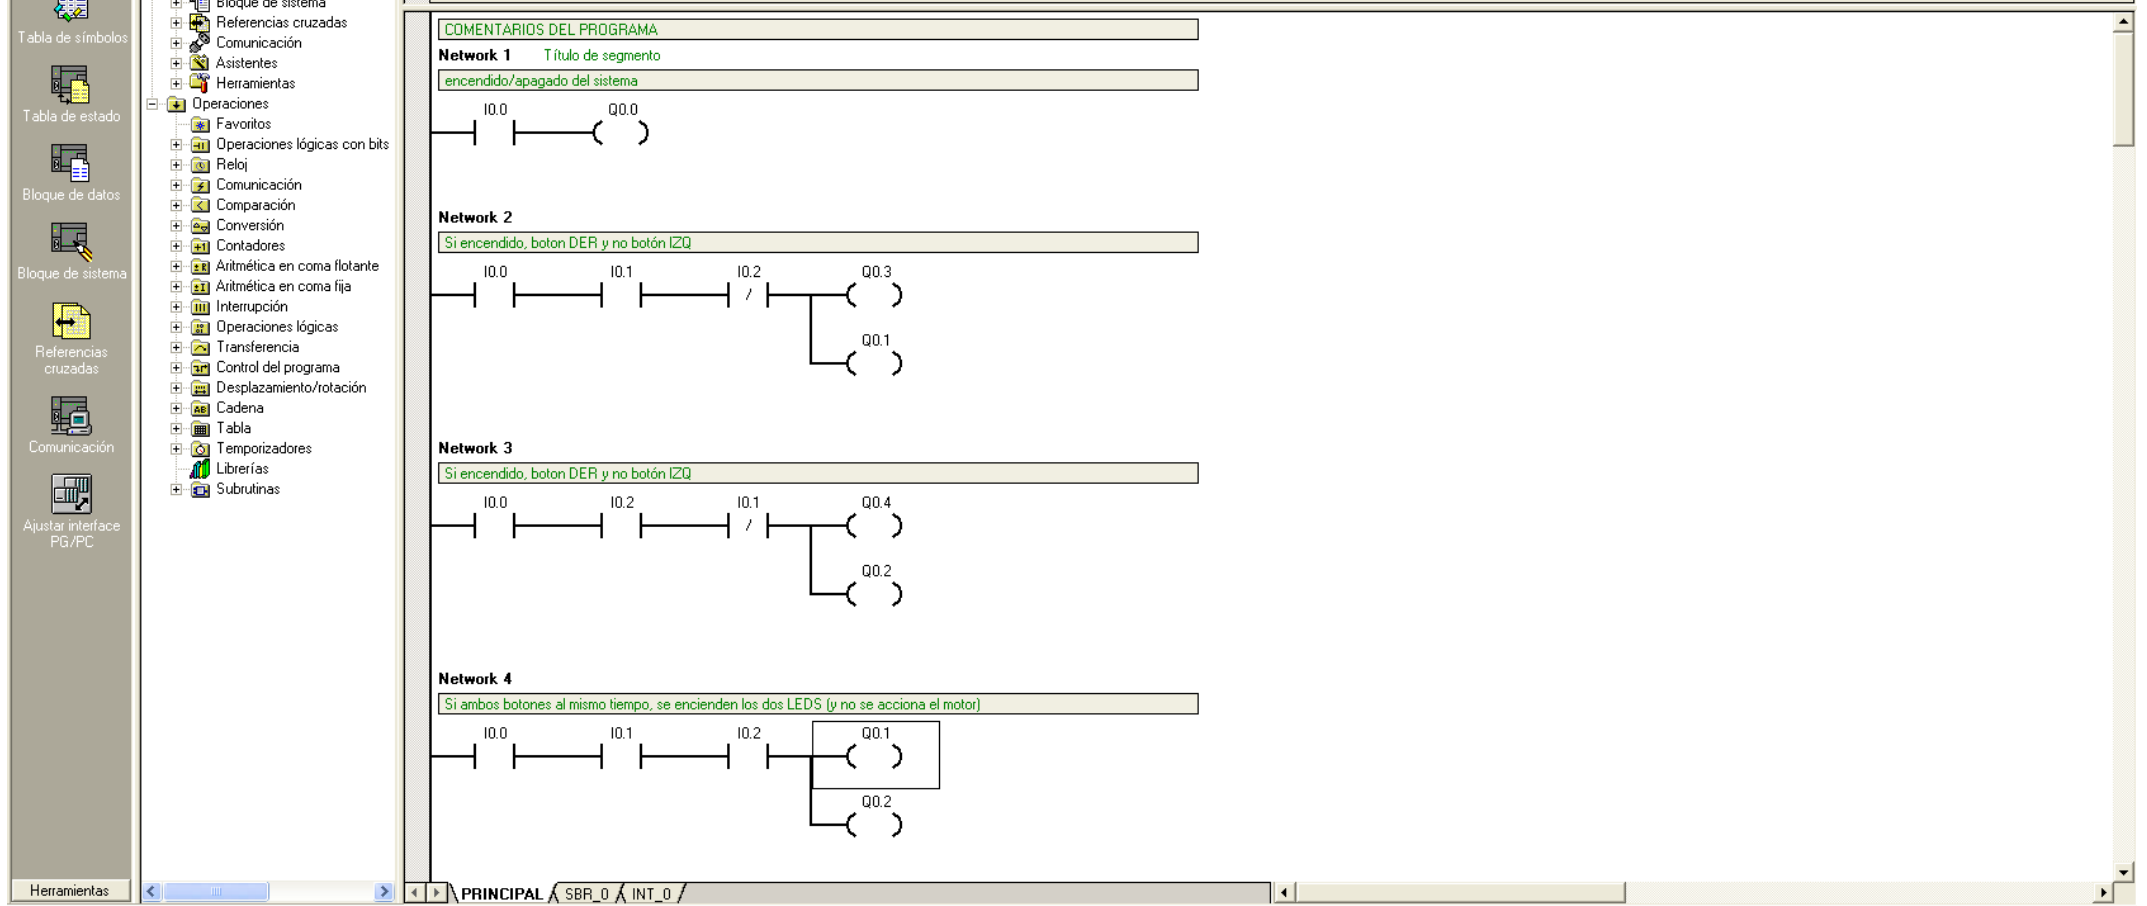 Tabla de símbolos
Tabla de estado
Bloque de datos
Bloque de sistema
Referencias
cruzadas
Comunicación
Ajustar interface
PG/PC
Herramientas
Bloque de sistema
Referencias cruzadas
Comunicación
Asistentes
Herramientas
Operaciones
Favoritos
Operaciones lógicas con bits
Reloj
Comunicación
Comparación
Conversión
Contadores
Aritmética en coma flotante
Aritmética en coma fija
Interrupción
Operaciones lógicas
Transferencia
Control del programa
Desplazamiento/rotación
Cadena
Tabla
Temporizadores
Librerías
Subrutinas
COMENTARIOS DEL PROGRAMA
Network 1 Título de segmento
encendido/apagado del sistema
I0.0 Q0.0
Network 2
Si encendido, boton DER y no botón IZQ
I0.0 I0.1 I0.2 Q0.3
/
Q0.1
Network 3
Si encendido, boton DER y no botón IZQ
I0.0 I0.2 I0.1 Q0.4
/
Q0.2
Network 4
Si ambos botones al mismo tiempo, se encienden los dos LEDS (y no se acciona el motor)
I0.0 I0.1 I0.2 Q0.1
Q0.2
PRINCIPAL SBR_0 INT_0